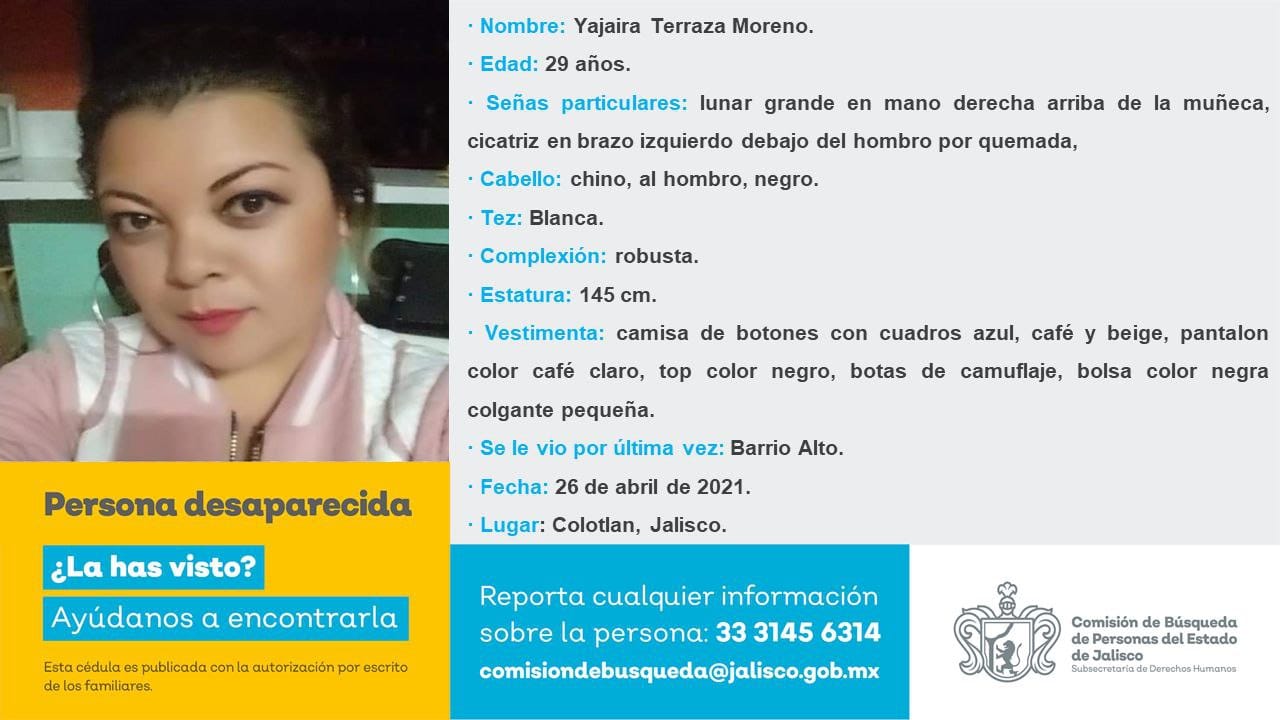 · Nombre: Yajaira Terraza Moreno.
· Edad: 29 años.
· Señas particulares: lunar grande en mano derecha arriba de la muñeca,
cicatriz en brazo izquierdo debajo del hombro por quemada,
· Cabello: chino, al hombro, negro.
· Tez: Blanca.
· Complexión: robusta.
· Estatura: 145 cm.
· Vestimenta: camisa de botones con cuadros azul, café y beige, pantalon
color café claro, top color negro, botas de camuflaje, bolsa color negra
colgante pequeña.
· Se le vio por última vez: Barrio Alto.
· Fecha: 26 de abril de 2021.
· Lugar: Colotlan, Jalisco.
Persona desaparecida
¿La has visto?
Ayúdanos a encontrarla
Esta cédula es publicada con la autorización por escrito
de los familiares.
Reporta cualquier información
sobre la persona: 33 3145 6314
comisiondebusqueda@jalisco.gob.mx
Comisión de Búsqueda
de Personas del Estado
de Jalisco
Subsecretaría de Derechos Humanos